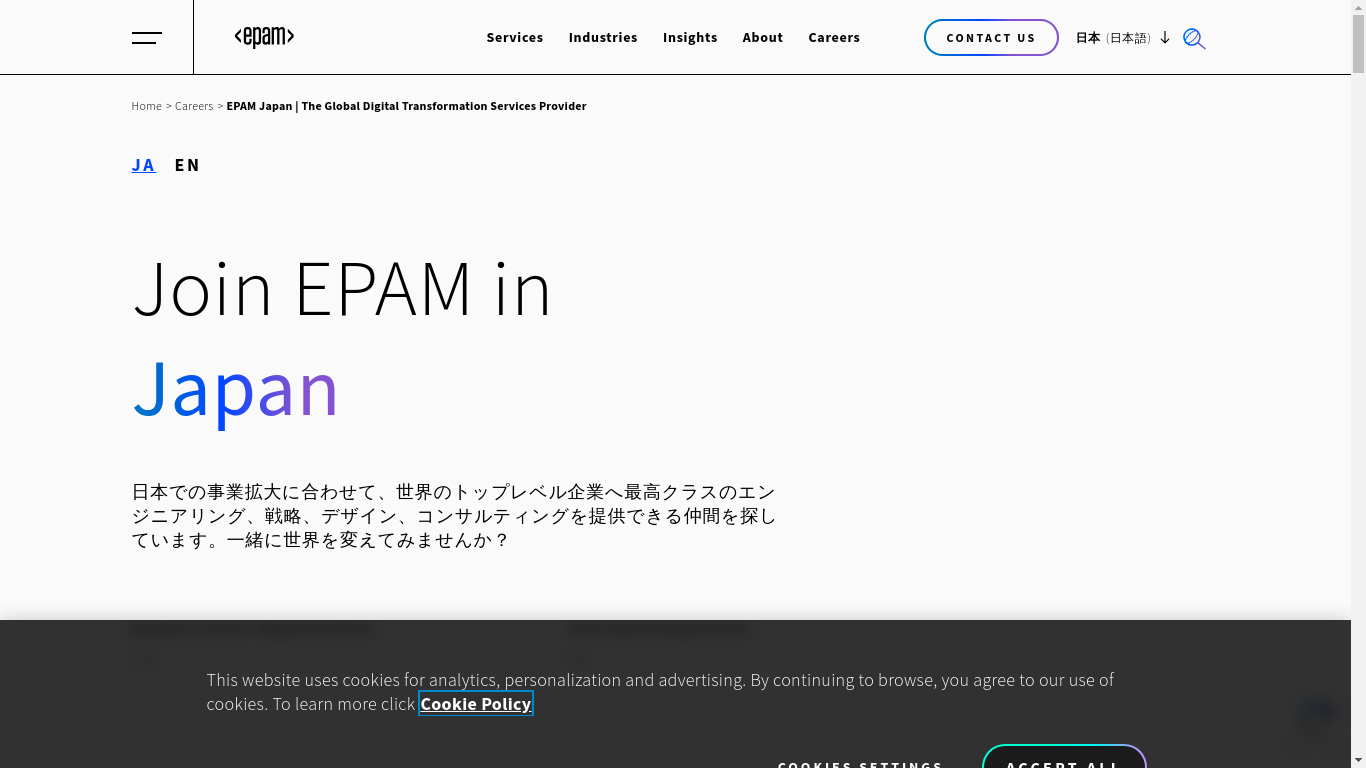 <epam>
Services Industries Insights About Careers
CONTACT US
日本 (日本語)
Home > Careers > EPAM Japan | The Global Digital Transformation Services Provider
JA EN
Join EPAM in
Japan
日本での事業拡大に合わせて、世界のトップレベル企業へ最高クラスのエン
ジニアリング、戦略、デザイン、コンサルティングを提供できる仲間を探し
ています。一緒に世界を変えてみませんか？
This website uses cookies for analytics, personalization and advertising. By continuing to browse, you agree to our use of
cookies. To learn more click Cookie Policy
COOKIES SETTINGS ACCEPT ALL